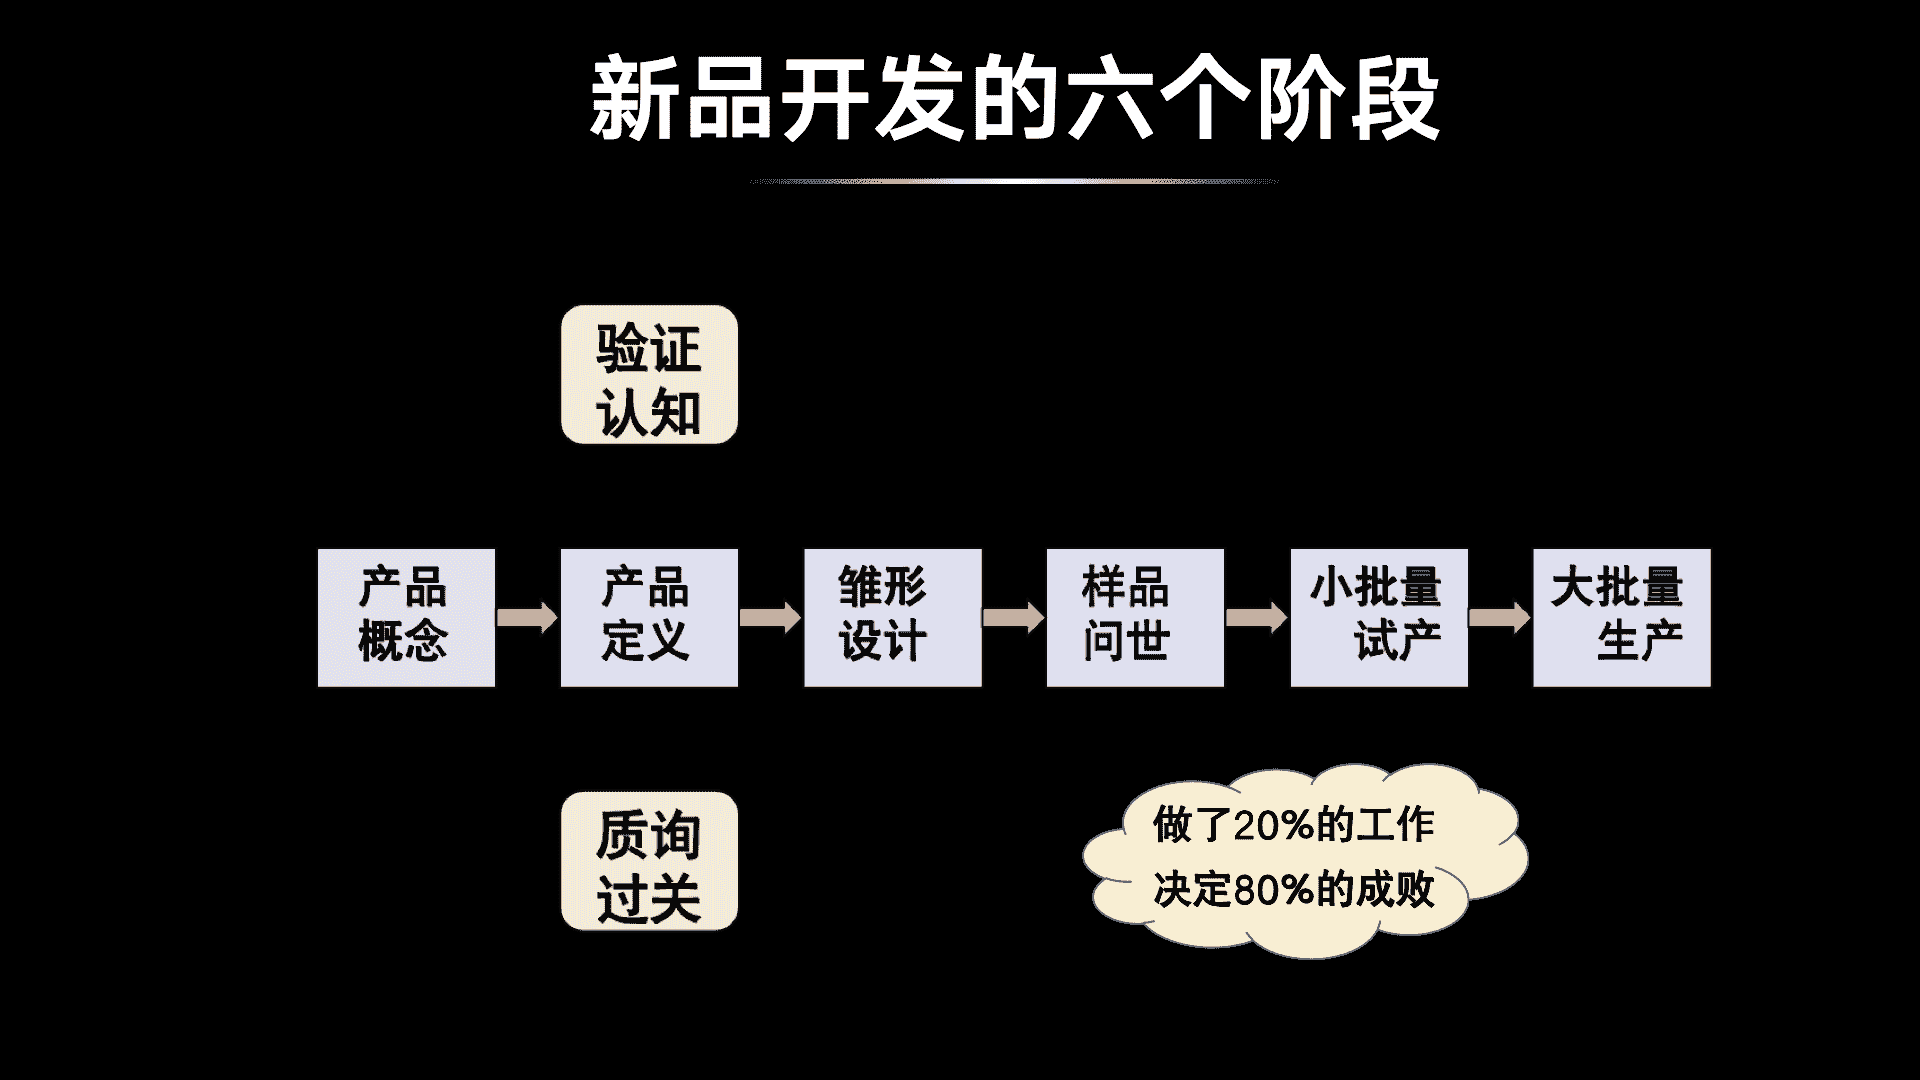 新品开发的六个阶段
验证
认知
产品
概念
产品
定义
雏形
设计
样品
问世
小批量
试产
大批量
生产
质询
过关
做了20%的工作
决定80%的成败